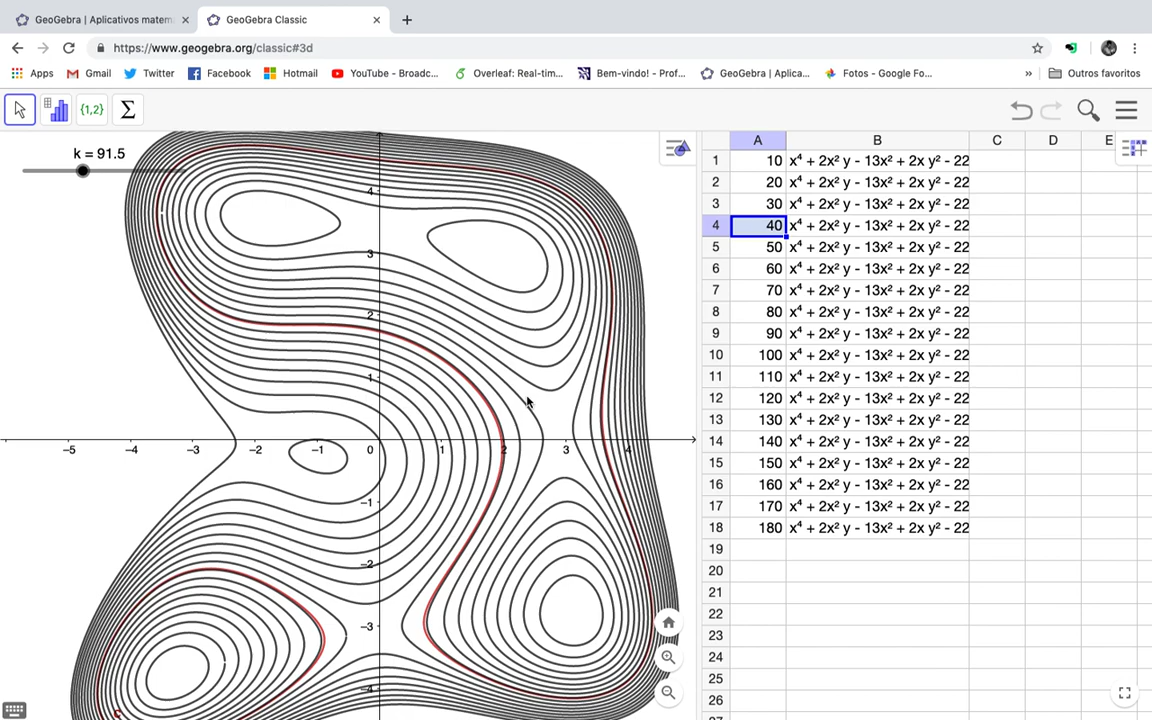 GeoGebra | Aplicativos matem
GeoGebra Classic
https://www.geogebra.org/classic#3d
Apps
Gmail
Twitter
Facebook
Hotmail
YouTube - Broadc...
Overleaf: Real-tim...
Bem-vindo! - Prof...
GeoGebra | Aplica...
Fotos - Google Fo...
»
Outros favoritos
{1,2}
Σ
k = 91.5
4
3
2
1
−5
−4
−3
−2
−1
0
1
2
3
4
−1
−2
−3
−4
c
A B C D E
1 10 x⁴ + 2x² y - 13x² + 2x y² - 22
2 20 x⁴ + 2x² y - 13x² + 2x y² - 22
3 30 x⁴ + 2x² y - 13x² + 2x y² - 22
4 40 x⁴ + 2x² y - 13x² + 2x y² - 22
5 50 x⁴ + 2x² y - 13x² + 2x y² - 22
6 60 x⁴ + 2x² y - 13x² + 2x y² - 22
7 70 x⁴ + 2x² y - 13x² + 2x y² - 22
8 80 x⁴ + 2x² y - 13x² + 2x y² - 22
9 90 x⁴ + 2x² y - 13x² + 2x y² - 22
10 100 x⁴ + 2x² y - 13x² + 2x y² - 22
11 110 x⁴ + 2x² y - 13x² + 2x y² - 22
12 120 x⁴ + 2x² y - 13x² + 2x y² - 22
13 130 x⁴ + 2x² y - 13x² + 2x y² - 22
14 140 x⁴ + 2x² y - 13x² + 2x y² - 22
15 150 x⁴ + 2x² y - 13x² + 2x y² - 22
16 160 x⁴ + 2x² y - 13x² + 2x y² - 22
17 170 x⁴ + 2x² y - 13x² + 2x y² - 22
18 180 x⁴ + 2x² y - 13x² + 2x y² - 22
19
20
21
22
23
24
25
26
27